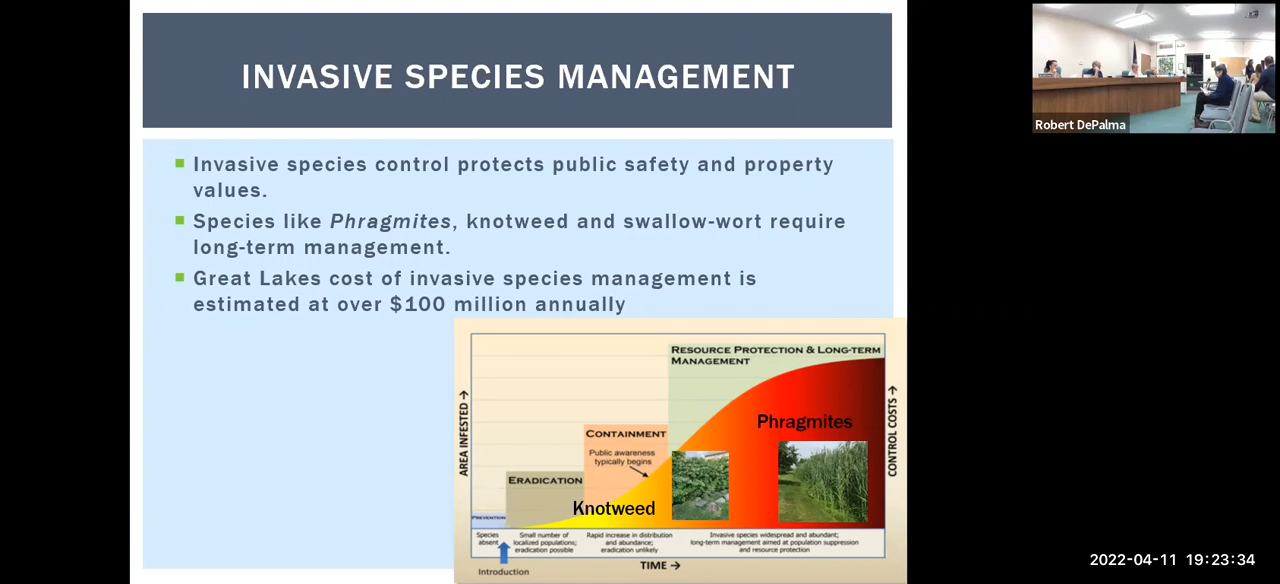 INVASIVE SPECIES MANAGEMENT
Invasive species control protects public safety and property
values.
Species like Phragmites, knotweed and swallow-wort require
long-term management.
Great Lakes cost of invasive species management is
estimated at over $100 million annually
AREA INFESTED →
RESOURCE PROTECTION & LONG-TERM
MANAGEMENT
CONTAINMENT
Public awareness
typically begins
ERADICATION
PREVENTION
Phragmites
Knotweed
CONTROL COSTS →
Species
absent
Small number of
localized populations;
eradication possible
Rapid increase in distribution
and abundance;
eradication unlikely
Invasive species widespread and abundant;
long-term management aimed at population suppression
and resource protection
Introduction
TIME →
Robert DePalma
2022-04-11 19:23:34